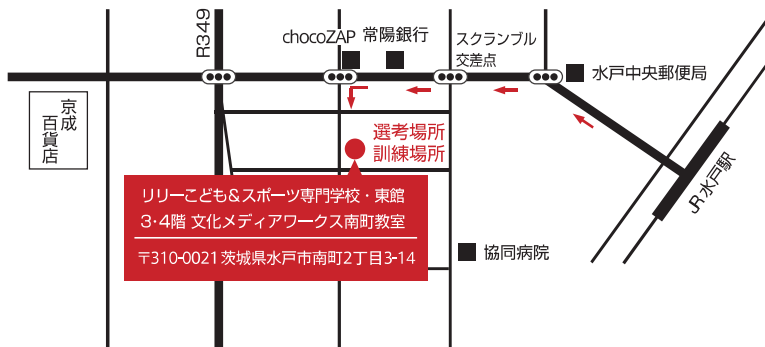 R349
chocoZAP
常陽銀行
スクランブル
交差点
水戸中央郵便局
京成
百貨店
選考場所
訓練場所
JR水戸駅
リリーこども&スポーツ専門学校・東館
3・4階 文化メディアワークス南町教室
〒310-0021 茨城県水戸市南町2丁目3-14
協同病院